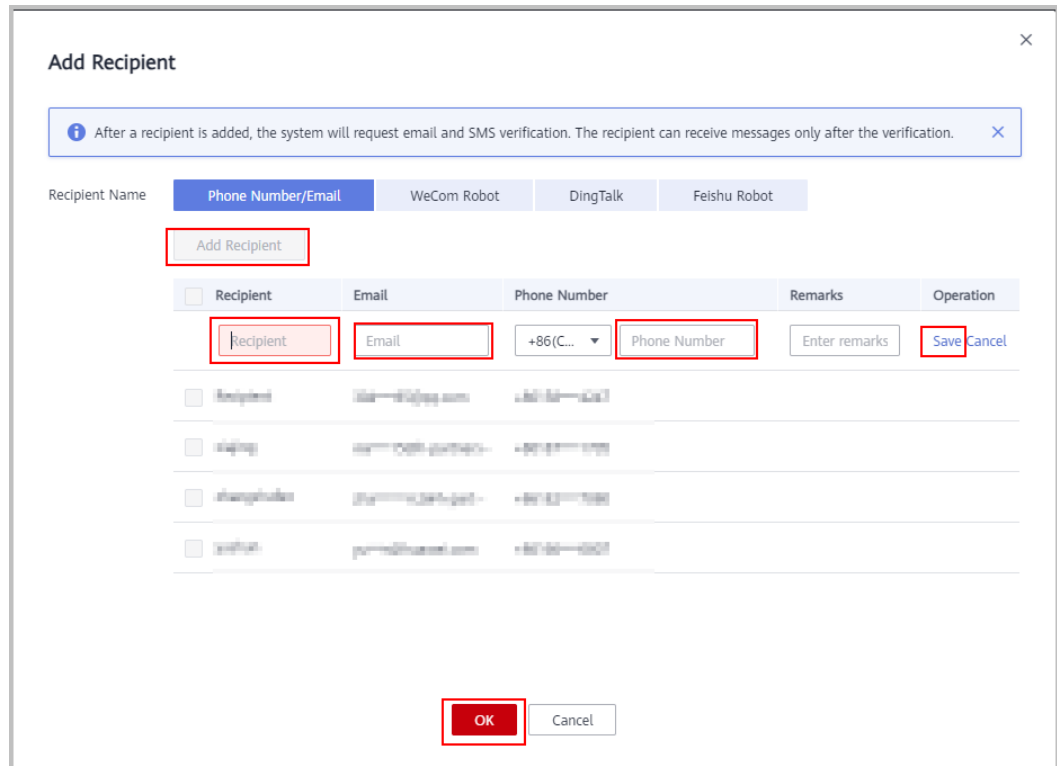 Add Recipient
After a recipient is added, the system will request email and SMS verification. The recipient can receive messages only after the verification.
Recipient Name Phone Number/Email WeCom Robot DingTalk Feishu Robot
Add Recipient
Recipient Email Phone Number Remarks Operation
Recipient Email +86(C... Phone Number Enter remarks Save Cancel
OK Cancel